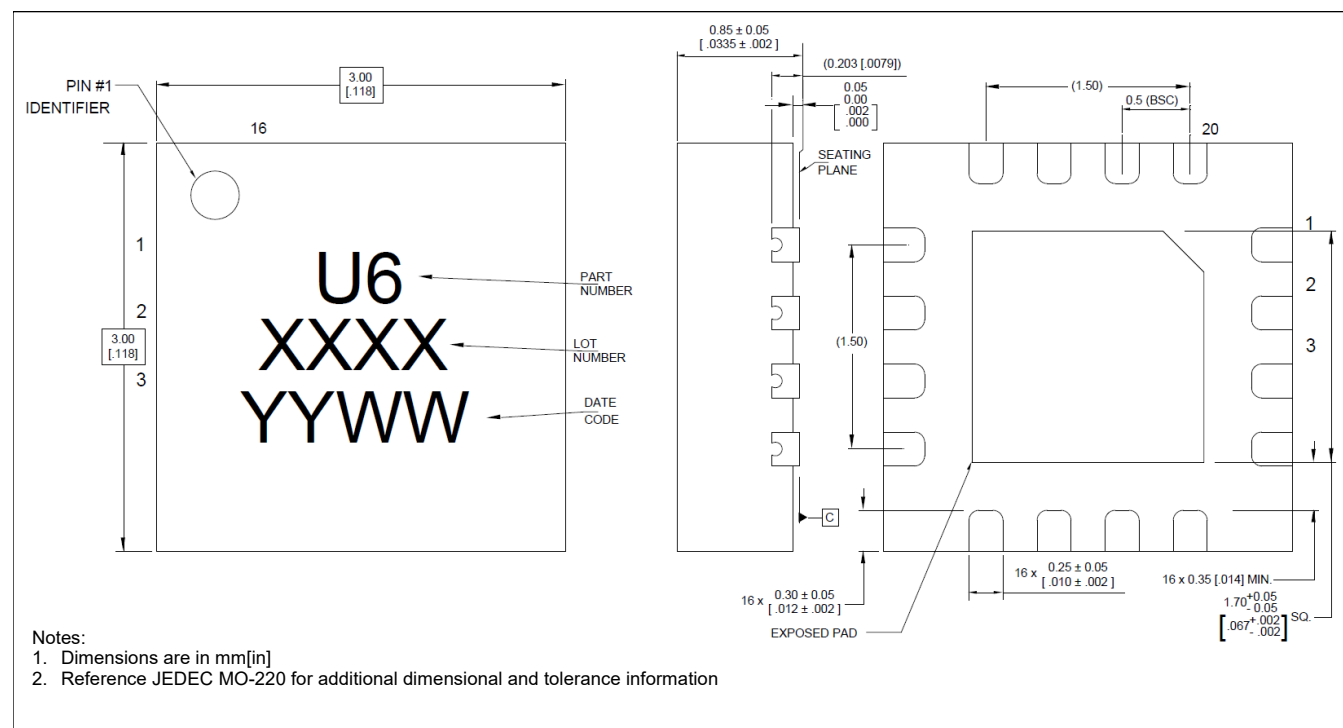 PIN #1
IDENTIFIER
3.00
[.118]
16
1
2
3
3.00
[.118]
U6
XXXX
YYWW
PART
NUMBER
LOT
NUMBER
DATE
CODE
0.85 ± 0.05
[ .0335 ± .002 ]
(0.203 [.0079])
0.05
0.00
.002
.000
SEATING
PLANE
C
(1.50)
0.5 (BSC)
20
1
2
3
(1.50)
16 x 0.30 ± 0.05
[ .012 ± .002 ]
16 x 0.25 ± 0.05
[ .010 ± .002 ]
16 x 0.35 [.014] MIN.
1.70 +0.05
- 0.05
[.067 +.002
- .002] SQ.
EXPOSED PAD
Notes:
1. Dimensions are in mm[in]
2. Reference JEDEC MO-220 for additional dimensional and tolerance information